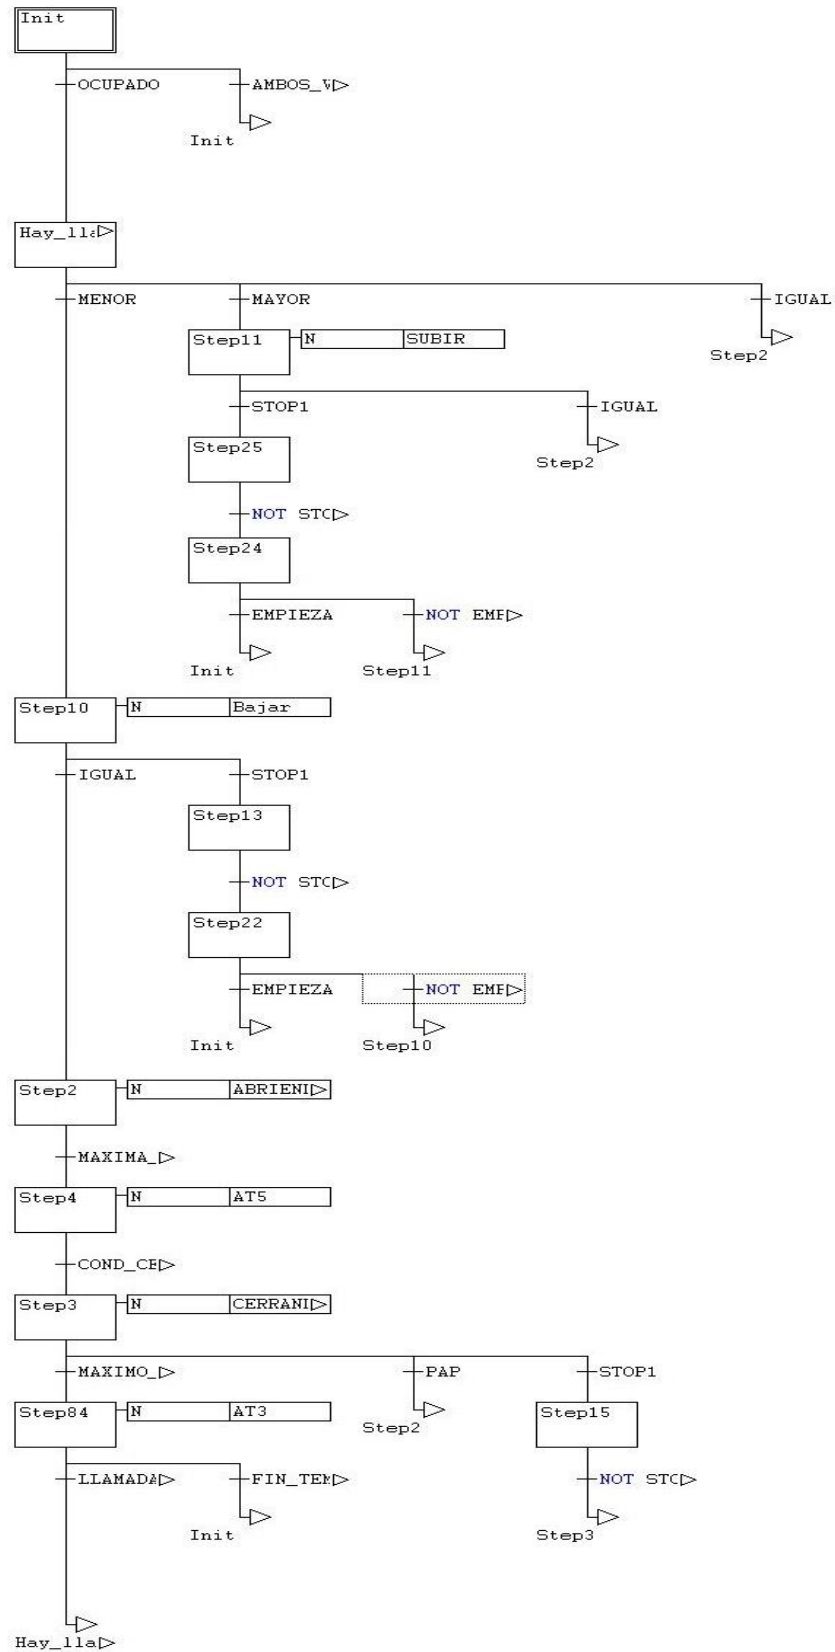 Init
OCUPADO AMBOS_V
Init
Hay_lla
MENOR MAYOR IGUAL
Step11 N SUBIR
Step2
STOP1 IGUAL
Step25
Step2
NOT STO
Step24
EMPIEZA NOT EMP
Init Step11
Step10 N Bajar
IGUAL STOP1
Step13
NOT STO
Step22
EMPIEZA NOT EMP
Init Step10
Step2 N ABRIEN
MAXIMA_
Step4 N AT5
COND_CE
Step3 N CERRAN
MAXIMO_ PAP STOP1
Step84 N AT3 Step15
Step2
LLAMADA FIN_TEM NOT STO
Init Step3
Hay_lla